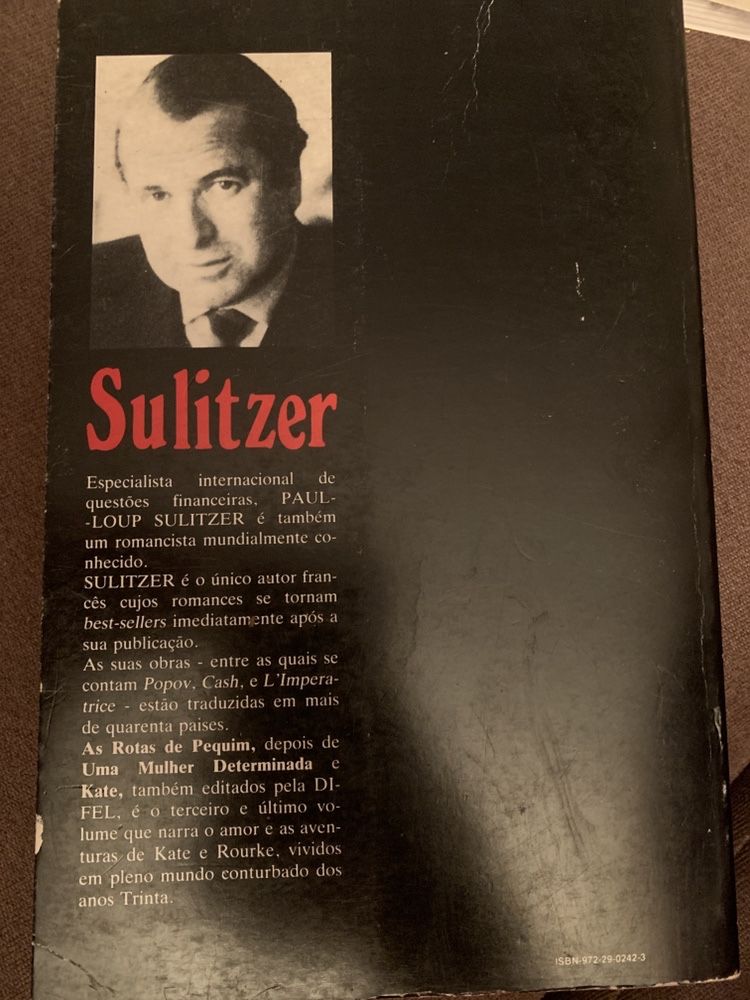 Sulitzer
Especialista internacional de
questões financeiras, PAUL-
-LOUP SULITZER é também
um romancista mundialmente co-
nhecido.
SULITZER é o único autor fran-
cês cujos romances se tornam
best-sellers imediatamente após a
sua publicação.
As suas obras - entre as quais se
contam Popov, Cash, e L'Impera-
trice - estão traduzidas em mais
de quarenta paises.
As Rotas de Pequim, depois de
Uma Mulher Determinada e
Kate, também editados pela DI-
FEL, é o terceiro e último vo-
lume que narra o amor e as aven-
turas de Kate e Rourke, vividos
em pleno mundo conturbado dos
anos Trinta.
ISBN-972-29-0242-3